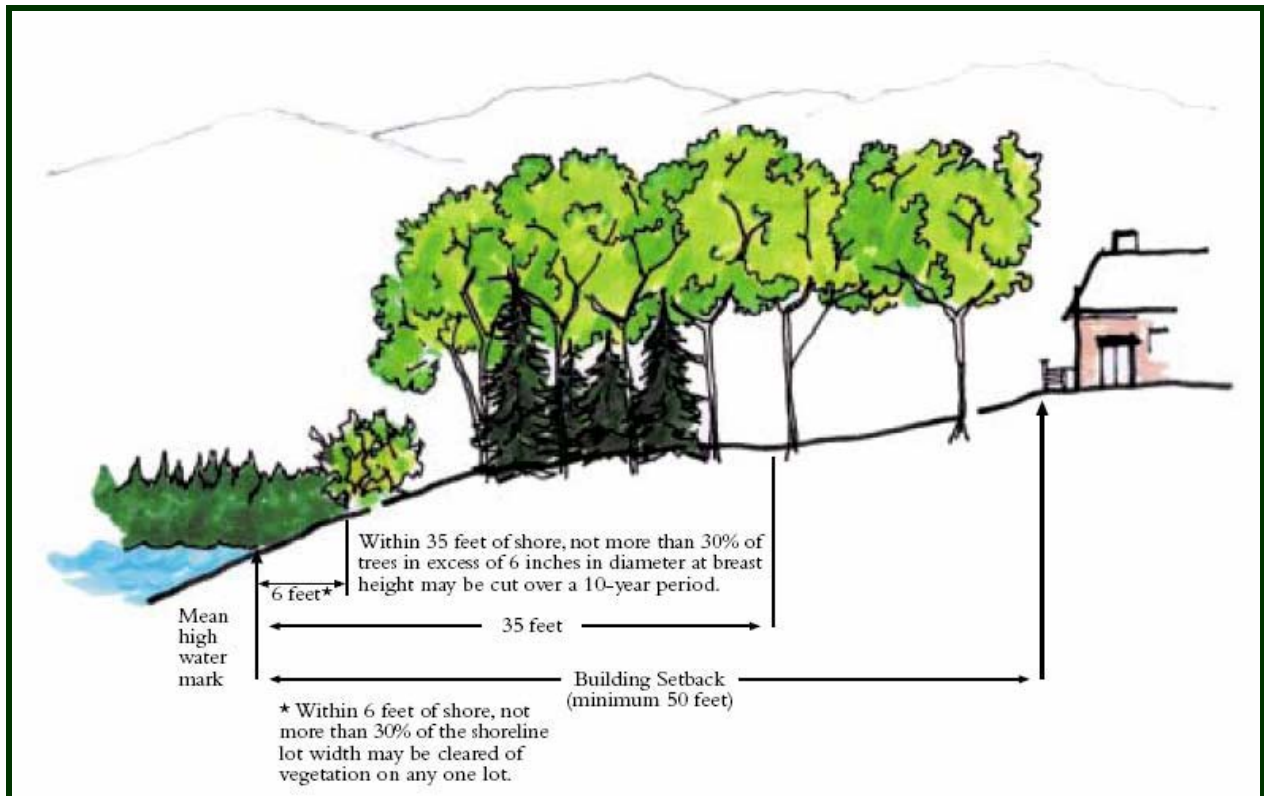 Within 35 feet of shore, not more than 30% of
trees in excess of 6 inches in diameter at breast
height may be cut over a 10-year period.
6 feet*
Mean
high
water
mark
35 feet
Building Setback
(minimum 50 feet)
* Within 6 feet of shore, not
more than 30% of the shoreline
lot width may be cleared of
vegetation on any one lot.